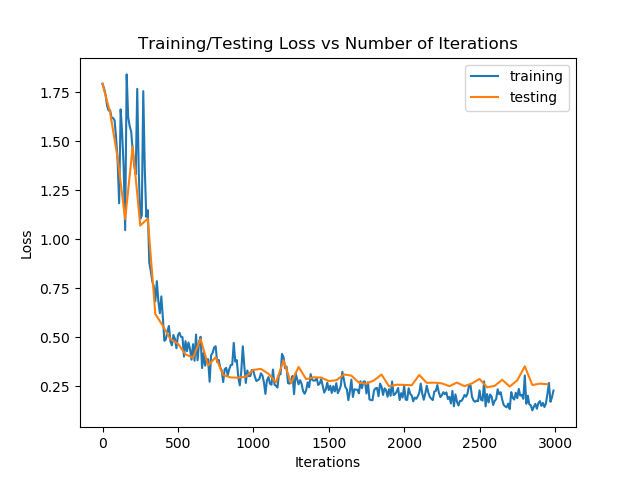 Training/Testing Loss vs Number of Iterations
training
testing
1.75
1.50
1.25
1.00
0.75
0.50
0.25
Loss
0 500 1000 1500 2000 2500 3000
Iterations